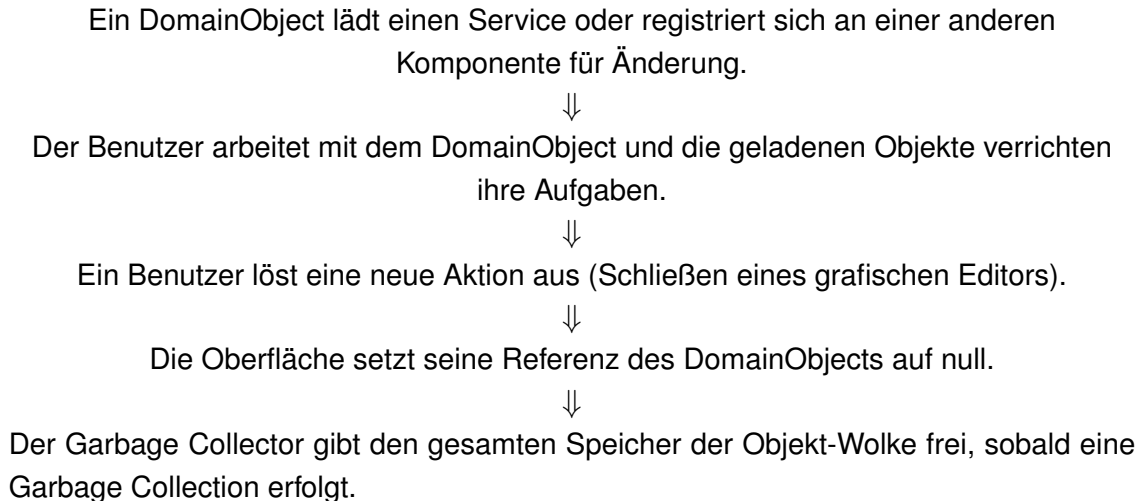 Ein DomainObject lädt einen Service oder registriert sich an einer anderen
Komponente für Änderung.
⇓
Der Benutzer arbeitet mit dem DomainObject und die geladenen Objekte verrichten
ihre Aufgaben.
⇓
Ein Benutzer löst eine neue Aktion aus (Schließen eines grafischen Editors).
⇓
Die Oberfläche setzt seine Referenz des DomainObjects auf null.
⇓
Der Garbage Collector gibt den gesamten Speicher der Objekt-Wolke frei, sobald eine
Garbage Collection erfolgt.